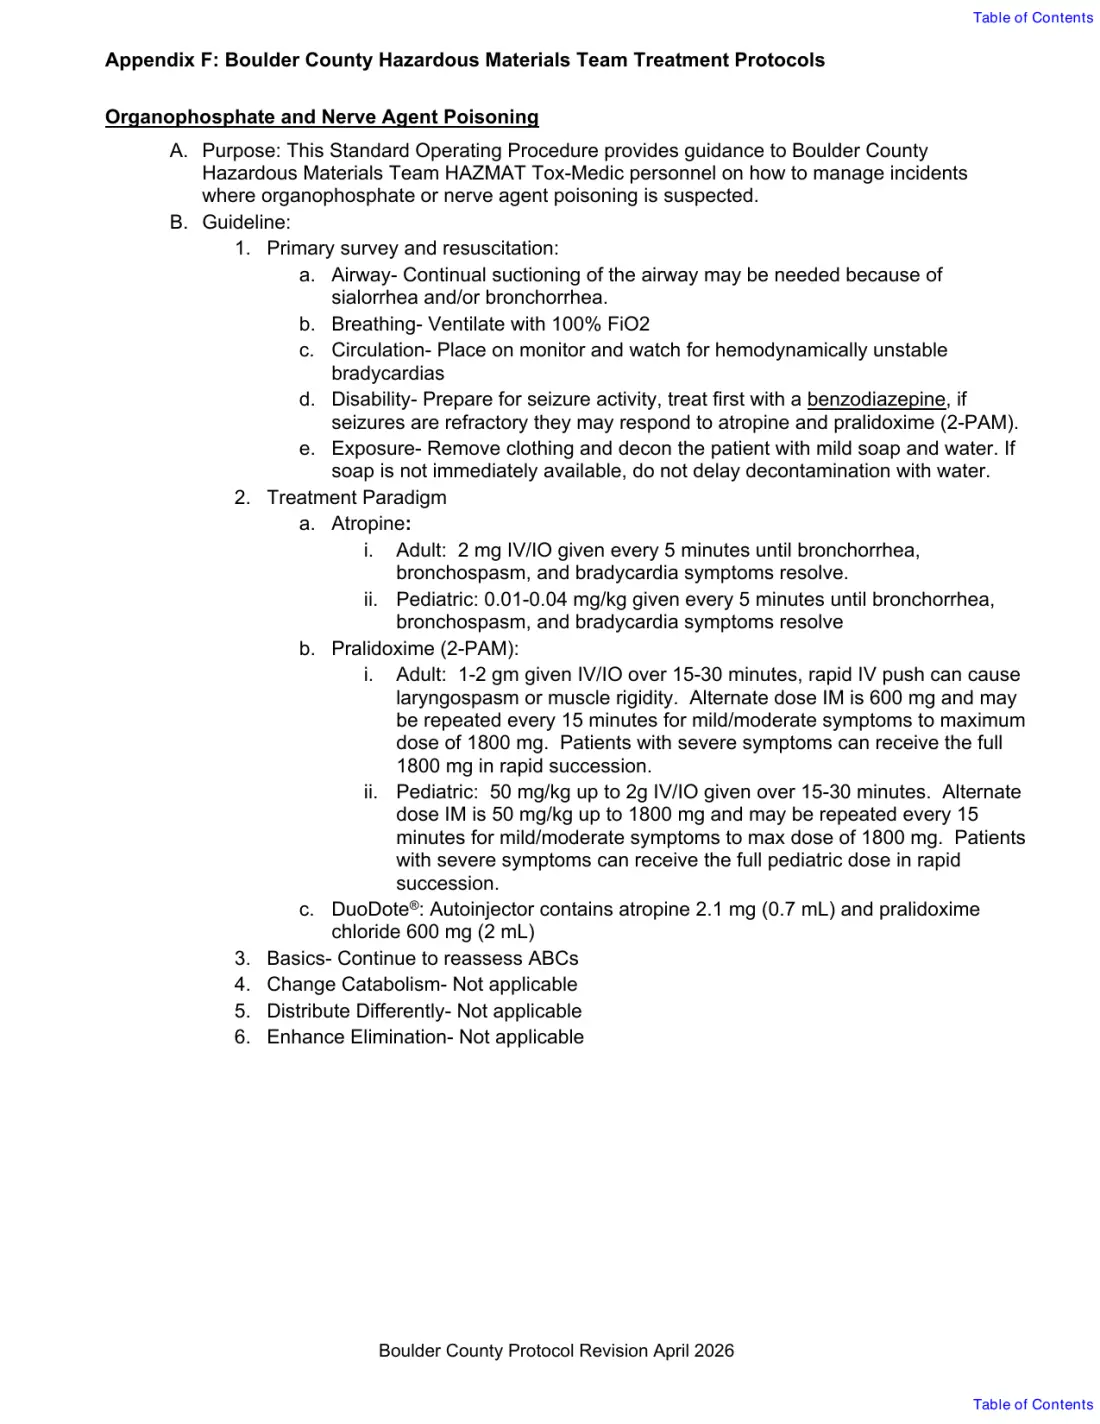 Table of Contents
Appendix F: Boulder County Hazardous Materials Team Treatment Protocols
Organophosphate and Nerve Agent Poisoning
A. Purpose: This Standard Operating Procedure provides guidance to Boulder County
Hazardous Materials Team HAZMAT Tox-Medic personnel on how to manage incidents
where organophosphate or nerve agent poisoning is suspected.
B. Guideline:
1. Primary survey and resuscitation:
a. Airway- Continual suctioning of the airway may be needed because of
sialorrhea and/or bronchorrhea.
b. Breathing- Ventilate with 100% FiO2
c. Circulation- Place on monitor and watch for hemodynamically unstable
bradycardias
d. Disability- Prepare for seizure activity, treat first with a benzodiazepine, if
seizures are refractory they may respond to atropine and pralidoxime (2-PAM).
e. Exposure- Remove clothing and decon the patient with mild soap and water. If
soap is not immediately available, do not delay decontamination with water.
2. Treatment Paradigm
a. Atropine:
i. Adult: 2 mg IV/IO given every 5 minutes until bronchorrhea,
bronchospasm, and bradycardia symptoms resolve.
ii. Pediatric: 0.01-0.04 mg/kg given every 5 minutes until bronchorrhea,
bronchospasm, and bradycardia symptoms resolve
b. Pralidoxime (2-PAM):
i. Adult: 1-2 gm given IV/IO over 15-30 minutes, rapid IV push can cause
laryngospasm or muscle rigidity. Alternate dose IM is 600 mg and may
be repeated every 15 minutes for mild/moderate symptoms to maximum
dose of 1800 mg. Patients with severe symptoms can receive the full
1800 mg in rapid succession.
ii. Pediatric: 50 mg/kg up to 2g IV/IO given over 15-30 minutes. Alternate
dose IM is 50 mg/kg up to 1800 mg and may be repeated every 15
minutes for mild/moderate symptoms to max dose of 1800 mg. Patients
with severe symptoms can receive the full pediatric dose in rapid
succession.
c. DuoDote®: Autoinjector contains atropine 2.1 mg (0.7 mL) and pralidoxime
chloride 600 mg (2 mL)
3. Basics- Continue to reassess ABCs
4. Change Catabolism- Not applicable
5. Distribute Differently- Not applicable
6. Enhance Elimination- Not applicable
Boulder County Protocol Revision April 2026
Table of Contents